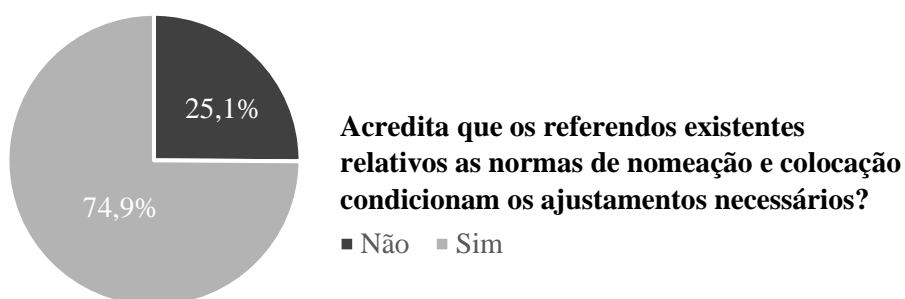 25,1%
74,9%
Acredita que os referendos existentes
relativos as normas de nomeação e colocação
condicionam os ajustamentos necessários?
Não Sim